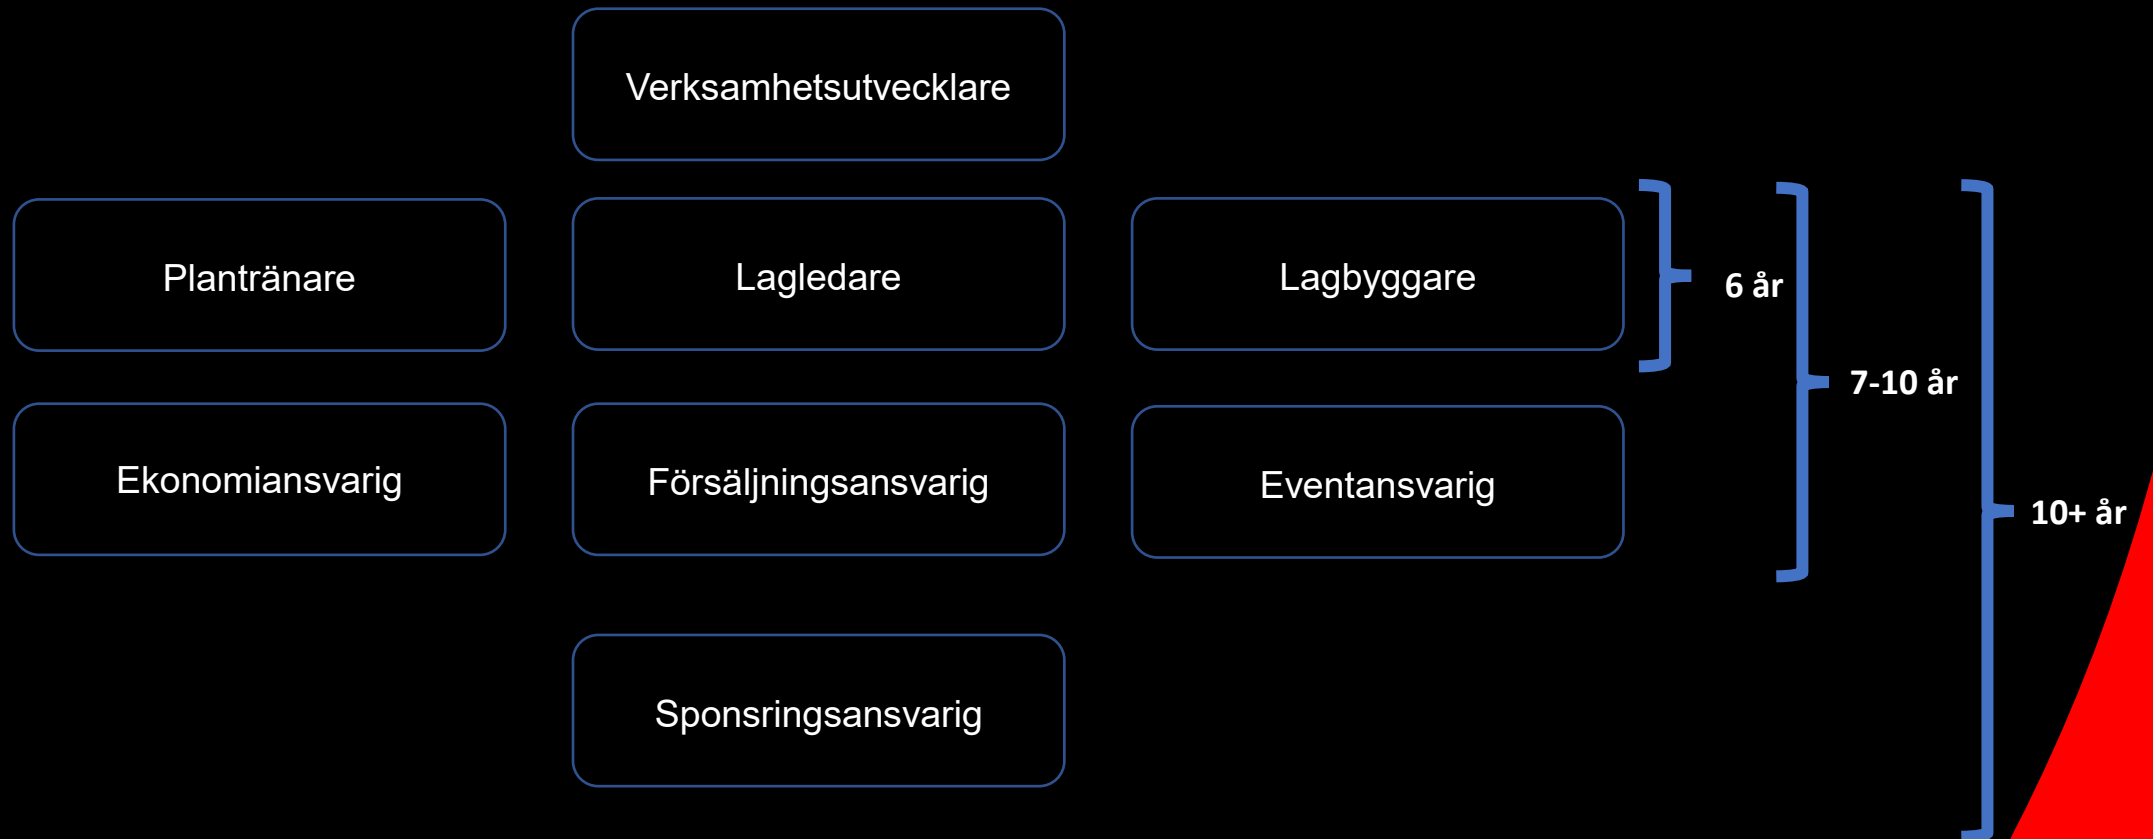 Verksamhetsutvecklare
Plantränare
Lagledare
Lagbyggare
6 år
7-10 år
Ekonomiansvarig
Försäljningsansvarig
Eventansvarig
10+ år
Sponsringsansvarig